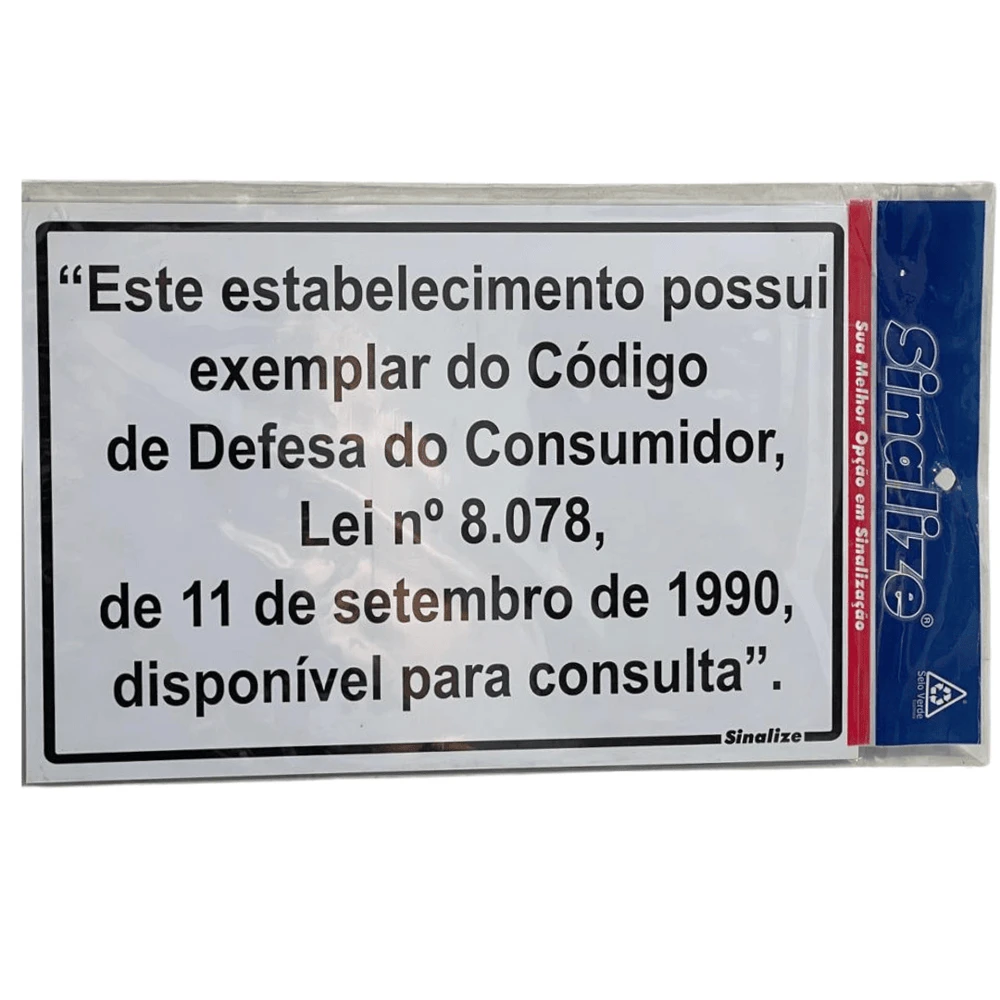 “Este estabelecimento possui
exemplar do Código
de Defesa do Consumidor,
Lei nº 8.078,
de 11 de setembro de 1990,
disponível para consulta”.
Sinalize
Sua Melhor Opção em Sinalização
Sinalize®
Selo Verde